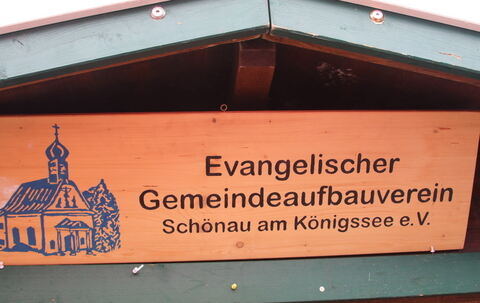 Evangelischer
Gemeindeaufbauverein
Schönau am Königssee e.V.